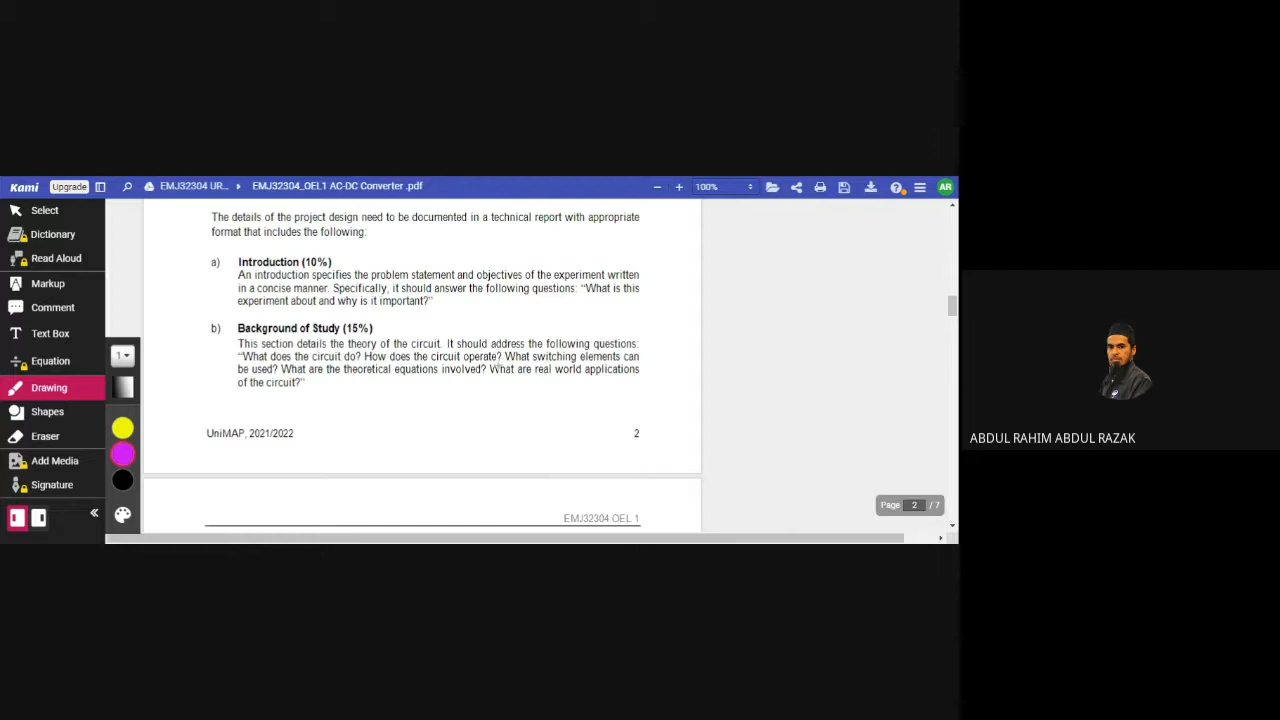 Kami Upgrade EMJ32304 UR... EMJ32304_OEL1 AC-DC Converter .pdf 100% AR
Select
Dictionary
Read Aloud
Markup
Comment
Text Box
Equation
Drawing
Shapes
Eraser
Add Media
Signature
1
The details of the project design need to be documented in a technical report with appropriate
format that includes the following:
a) Introduction (10%)
An introduction specifies the problem statement and objectives of the experiment written
in a concise manner. Specifically, it should answer the following questions: “What is this
experiment about and why is it important?”
b) Background of Study (15%)
This section details the theory of the circuit. It should address the following questions:
“What does the circuit do? How does the circuit operate? What switching elements can
be used? What are the theoretical equations involved? What are real world applications
of the circuit?”
UniMAP, 2021/2022 2
Page 2 / 7
EMJ32304 OEL 1
ABDUL RAHIM ABDUL RAZAK